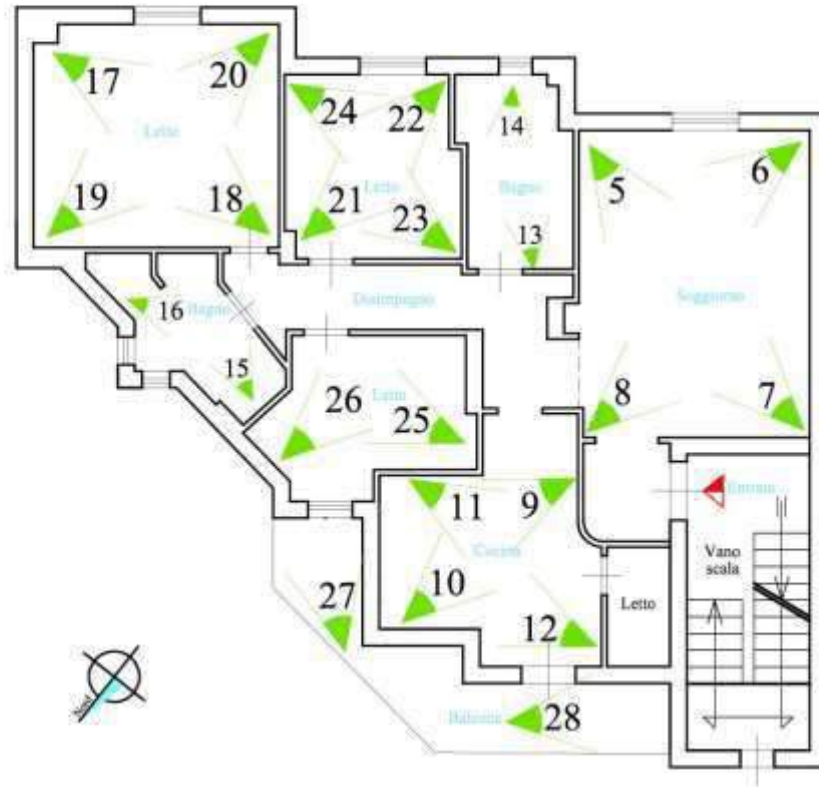 17
20
Letto
19
18
24
22
Letto
21
23
14
Bagno
13
5
6
Soggiorno
8
7
Disimpegno
16
Bagno
15
26
Letto
25
11
9
Cucina
10
12
Entrata
Vano
scala
Letto
27
Balcone
28
Nord